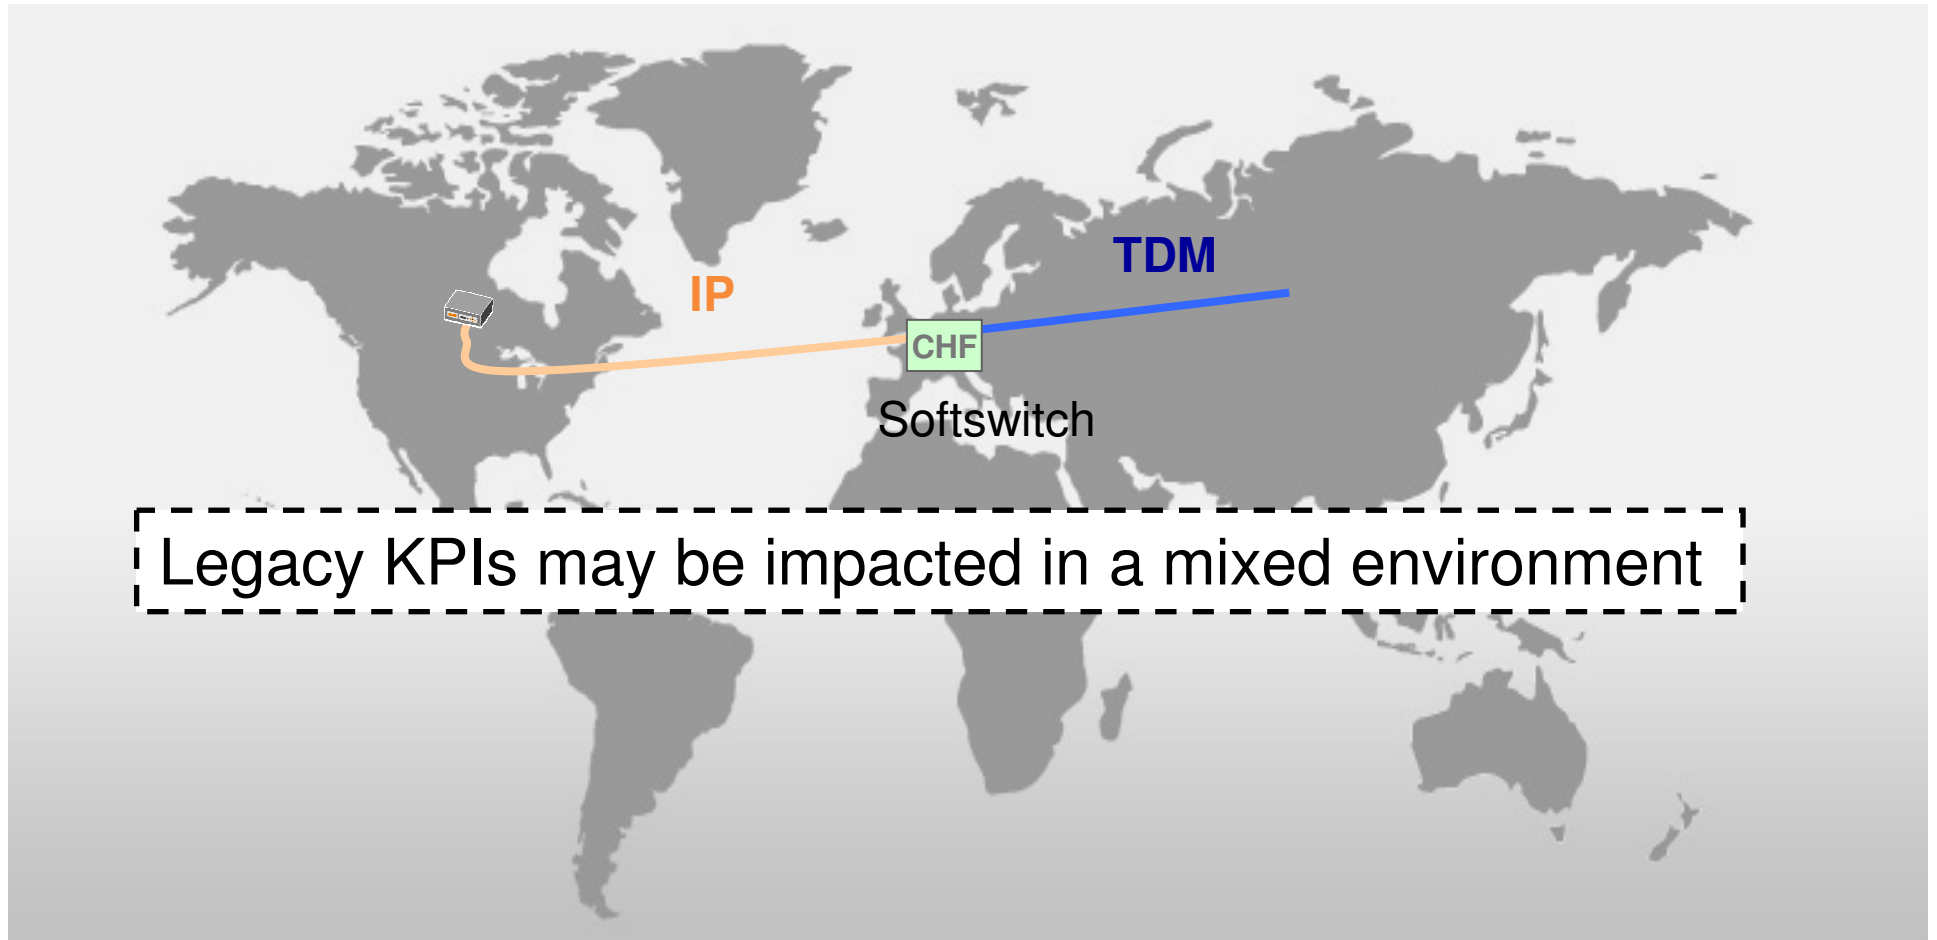 TDM
IP
CHF
Softswitch
Legacy KPIs may be impacted in a mixed environment